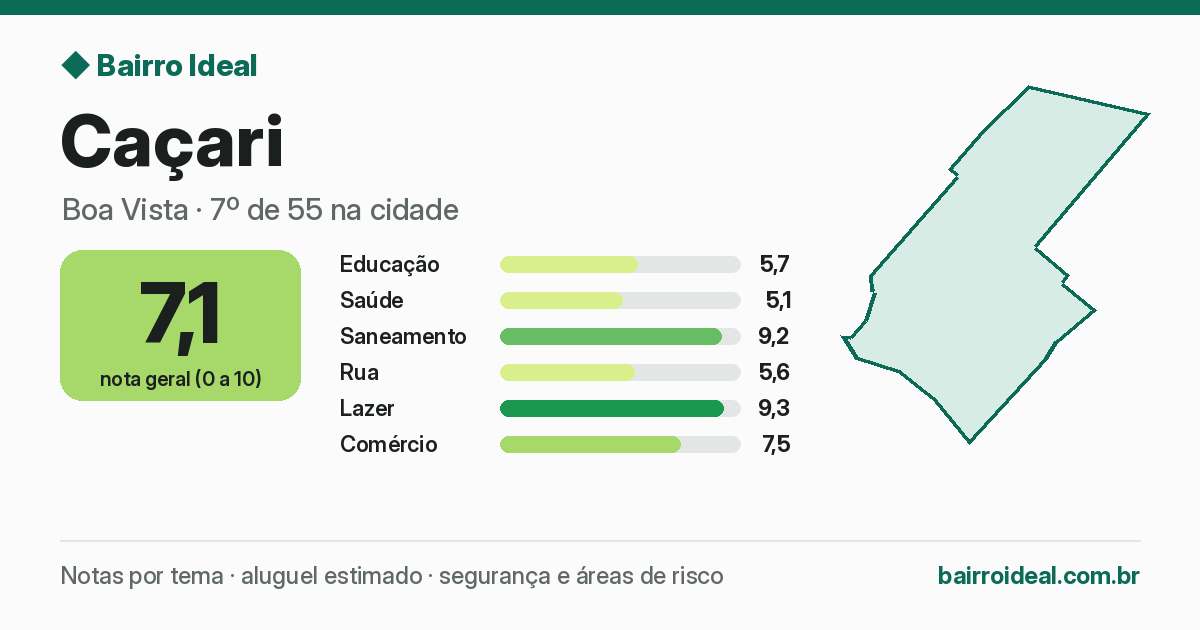 Bairro Ideal
Caçari
Boa Vista · 7º de 55 na cidade
7,1
nota geral (0 a 10)
Educação 5,7
Saúde 5,1
Saneamento 9,2
Rua 5,6
Lazer 9,3
Comércio 7,5
Notas por tema · aluguel estimado · segurança e áreas de risco
bairroideal.com.br